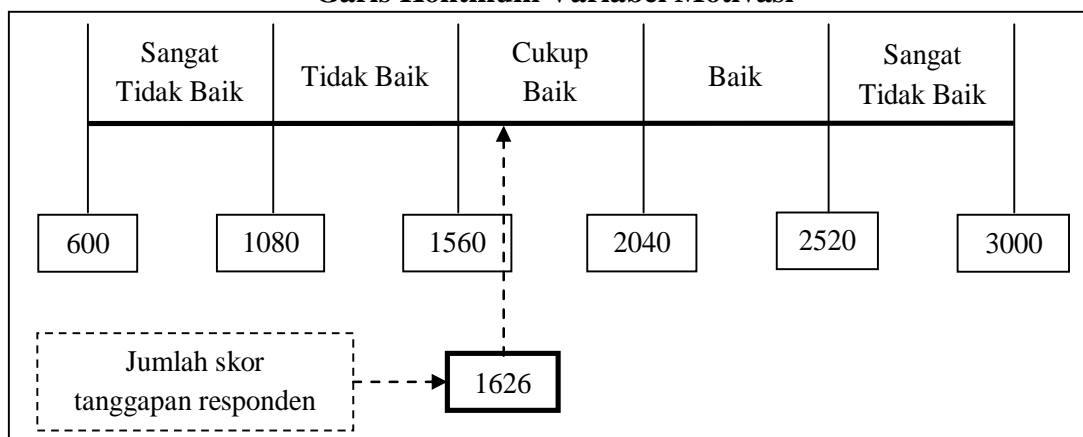 Garis Kontinum Variabel Motivasi
Sangat
Tidak Baik
Tidak Baik
Cukup
Baik
Baik
Sangat
Tidak Baik
600
1080
1560
2040
2520
3000
Jumlah skor
tanggapan responden
1626